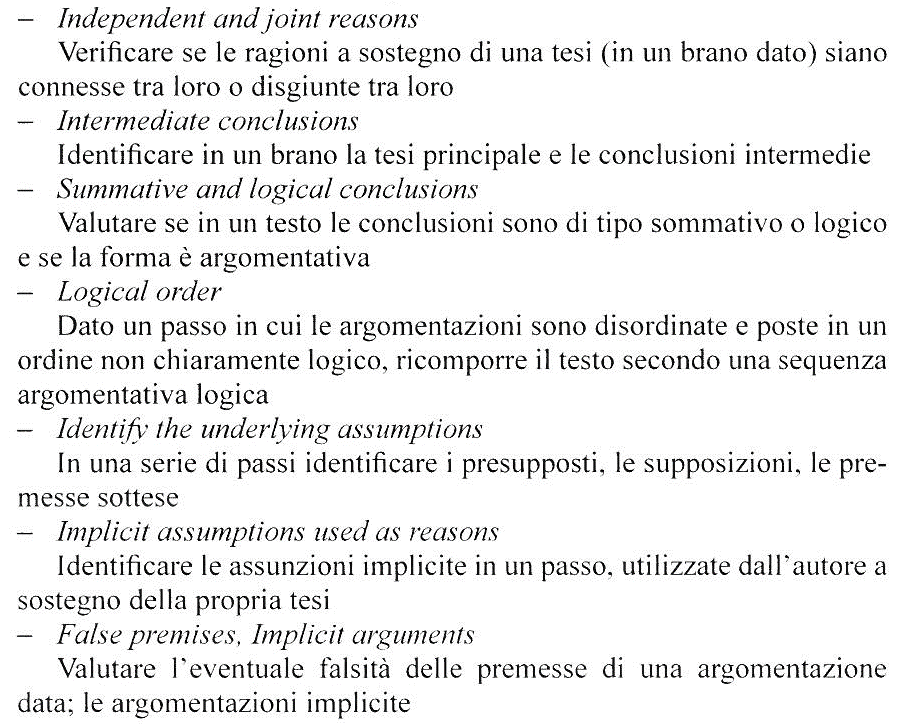 – Independent and joint reasons
Verificare se le ragioni a sostegno di una tesi (in un brano dato) siano
connesse tra loro o disgiunte tra loro
– Intermediate conclusions
Identificare in un brano la tesi principale e le conclusioni intermedie
– Summative and logical conclusions
Valutare se in un testo le conclusioni sono di tipo sommativo o logico
e se la forma è argomentativa
– Logical order
Dato un passo in cui le argomentazioni sono disordinate e poste in un
ordine non chiaramente logico, ricomporre il testo secondo una sequenza
argomentativa logica
– Identify the underlying assumptions
In una serie di passi identificare i presupposti, le supposizioni, le pre-
messe sottese
– Implicit assumptions used as reasons
Identificare le assunzioni implicite in un passo, utilizzate dall'autore a
sostegno della propria tesi
– False premises, Implicit arguments
Valutare l'eventuale falsità delle premesse di una argomentazione
data; le argomentazioni implicite